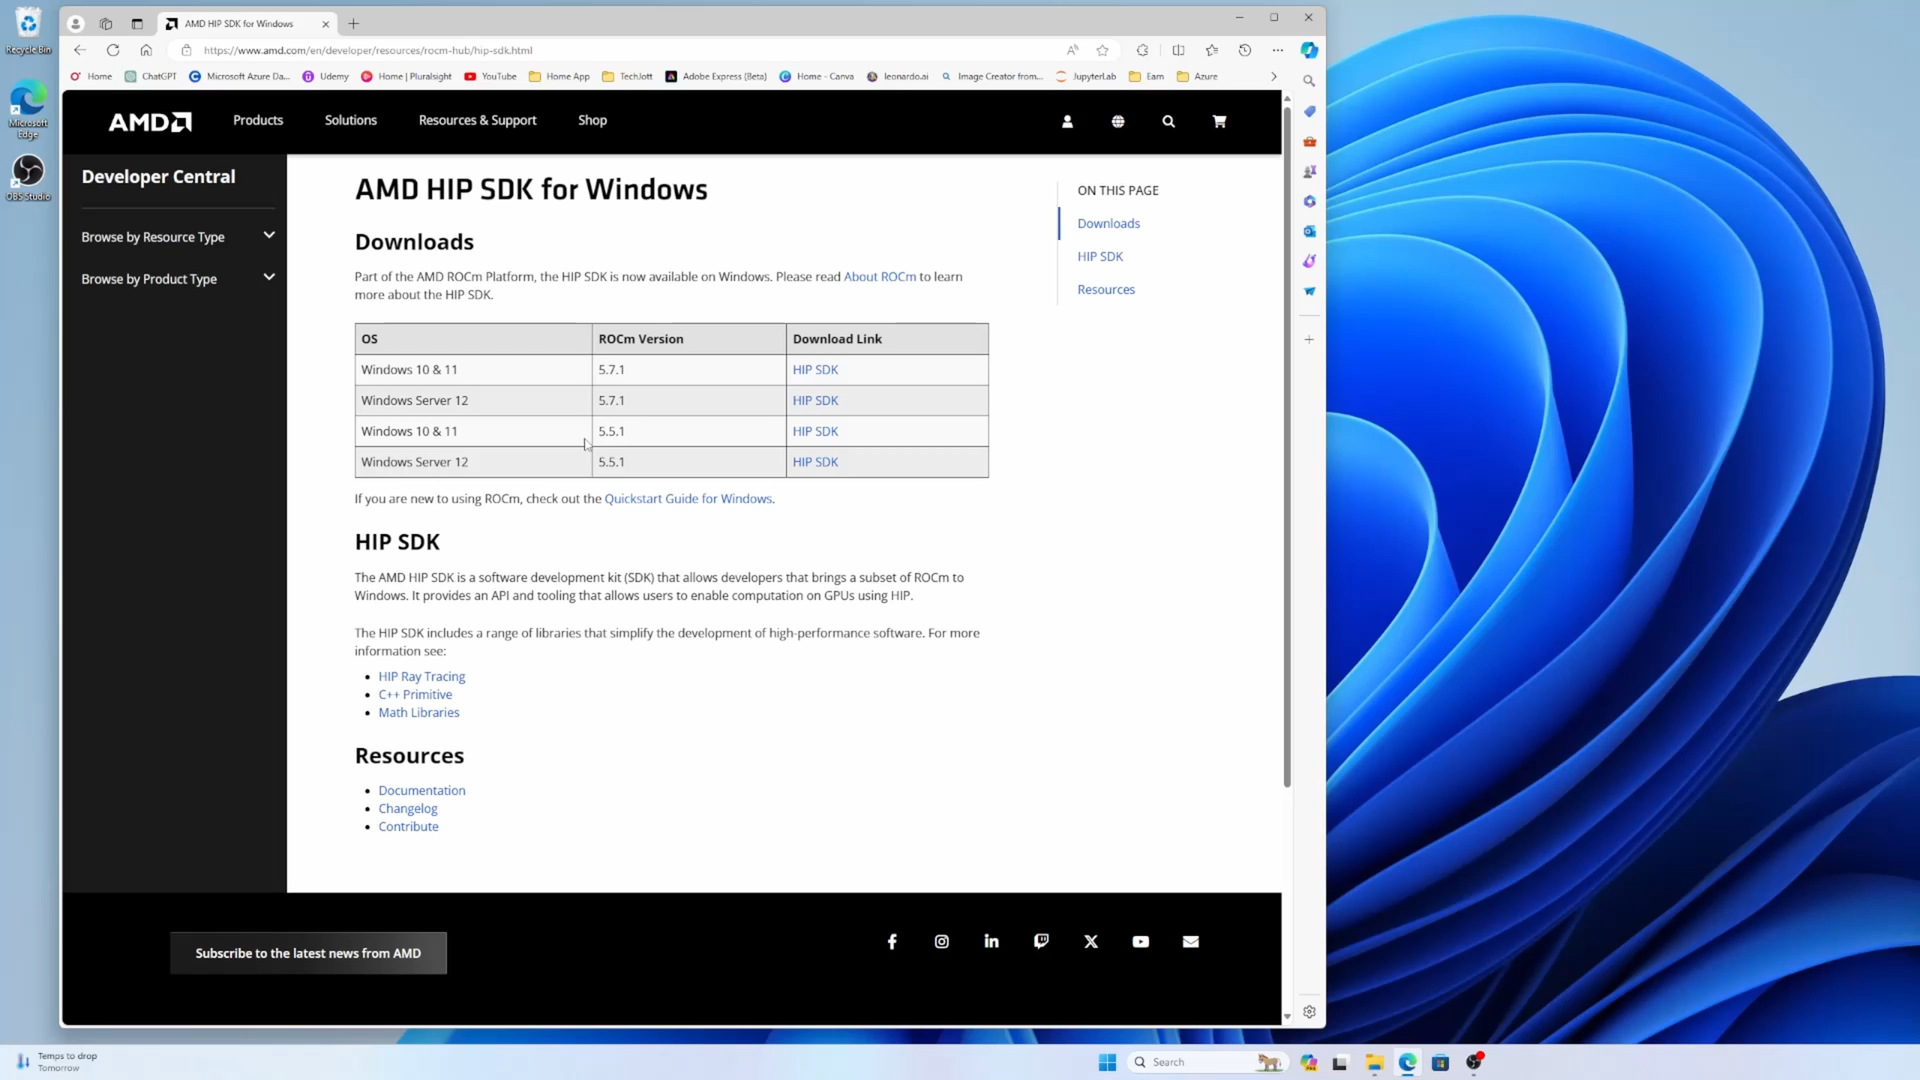 Recycle Bin
Microsoft
Edge
OBS Studio
AMD HIP SDK for Windows
https://www.amd.com/en/developer/resources/rocm-hub/hip-sdk.html
Home
ChatGPT
Microsoft Azure Da...
Udemy
Home | Pluralsight
YouTube
Home App
TechJott
Adobe Express (Beta)
Home - Canva
leonardo.ai
Image Creator from...
JupyterLab
Eam
Azure
AMD
Products
Solutions
Resources & Support
Shop
Developer Central
Browse by Resource Type
Browse by Product Type
AMD HIP SDK for Windows
Downloads
Part of the AMD ROCm Platform, the HIP SDK is now available on Windows. Please read About ROCm to learn
more about the HIP SDK.
OS ROCm Version Download Link
Windows 10 & 11 5.7.1 HIP SDK
Windows Server 12 5.7.1 HIP SDK
Windows 10 & 11 5.5.1 HIP SDK
Windows Server 12 5.5.1 HIP SDK
If you are new to using ROCm, check out the Quickstart Guide for Windows.
HIP SDK
The AMD HIP SDK is a software development kit (SDK) that allows developers that brings a subset of ROCm to
Windows. It provides an API and tooling that allows users to enable computation on GPUs using HIP.
The HIP SDK includes a range of libraries that simplify the development of high-performance software. For more
information see:
HIP Ray Tracing
C++ Primitive
Math Libraries
Resources
Documentation
Changelog
Contribute
ON THIS PAGE
Downloads
HIP SDK
Resources
Subscribe to the latest news from AMD
Temps to drop
Tomorrow
Search